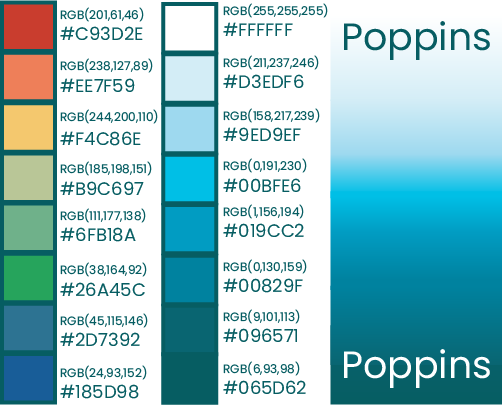 RGB(201,61,46)
#C93D2E
RGB(238,127,89)
#EE7F59
RGB(244,200,110)
#F4C86E
RGB(185,198,151)
#B9C697
RGB(111,177,138)
#6FB18A
RGB(38,164,92)
#26A45C
RGB(45,115,146)
#2D7392
RGB(24,93,152)
#185D98
RGB(255,255,255)
#FFFFFF
RGB(211,237,246)
#D3EDF6
RGB(158,217,239)
#9ED9EF
RGB(0,191,230)
#00BFE6
RGB(1,156,194)
#019CC2
RGB(0,130,159)
#00829F
RGB(9,101,113)
#096571
RGB(6,93,98)
#065D62
Poppins
Poppins